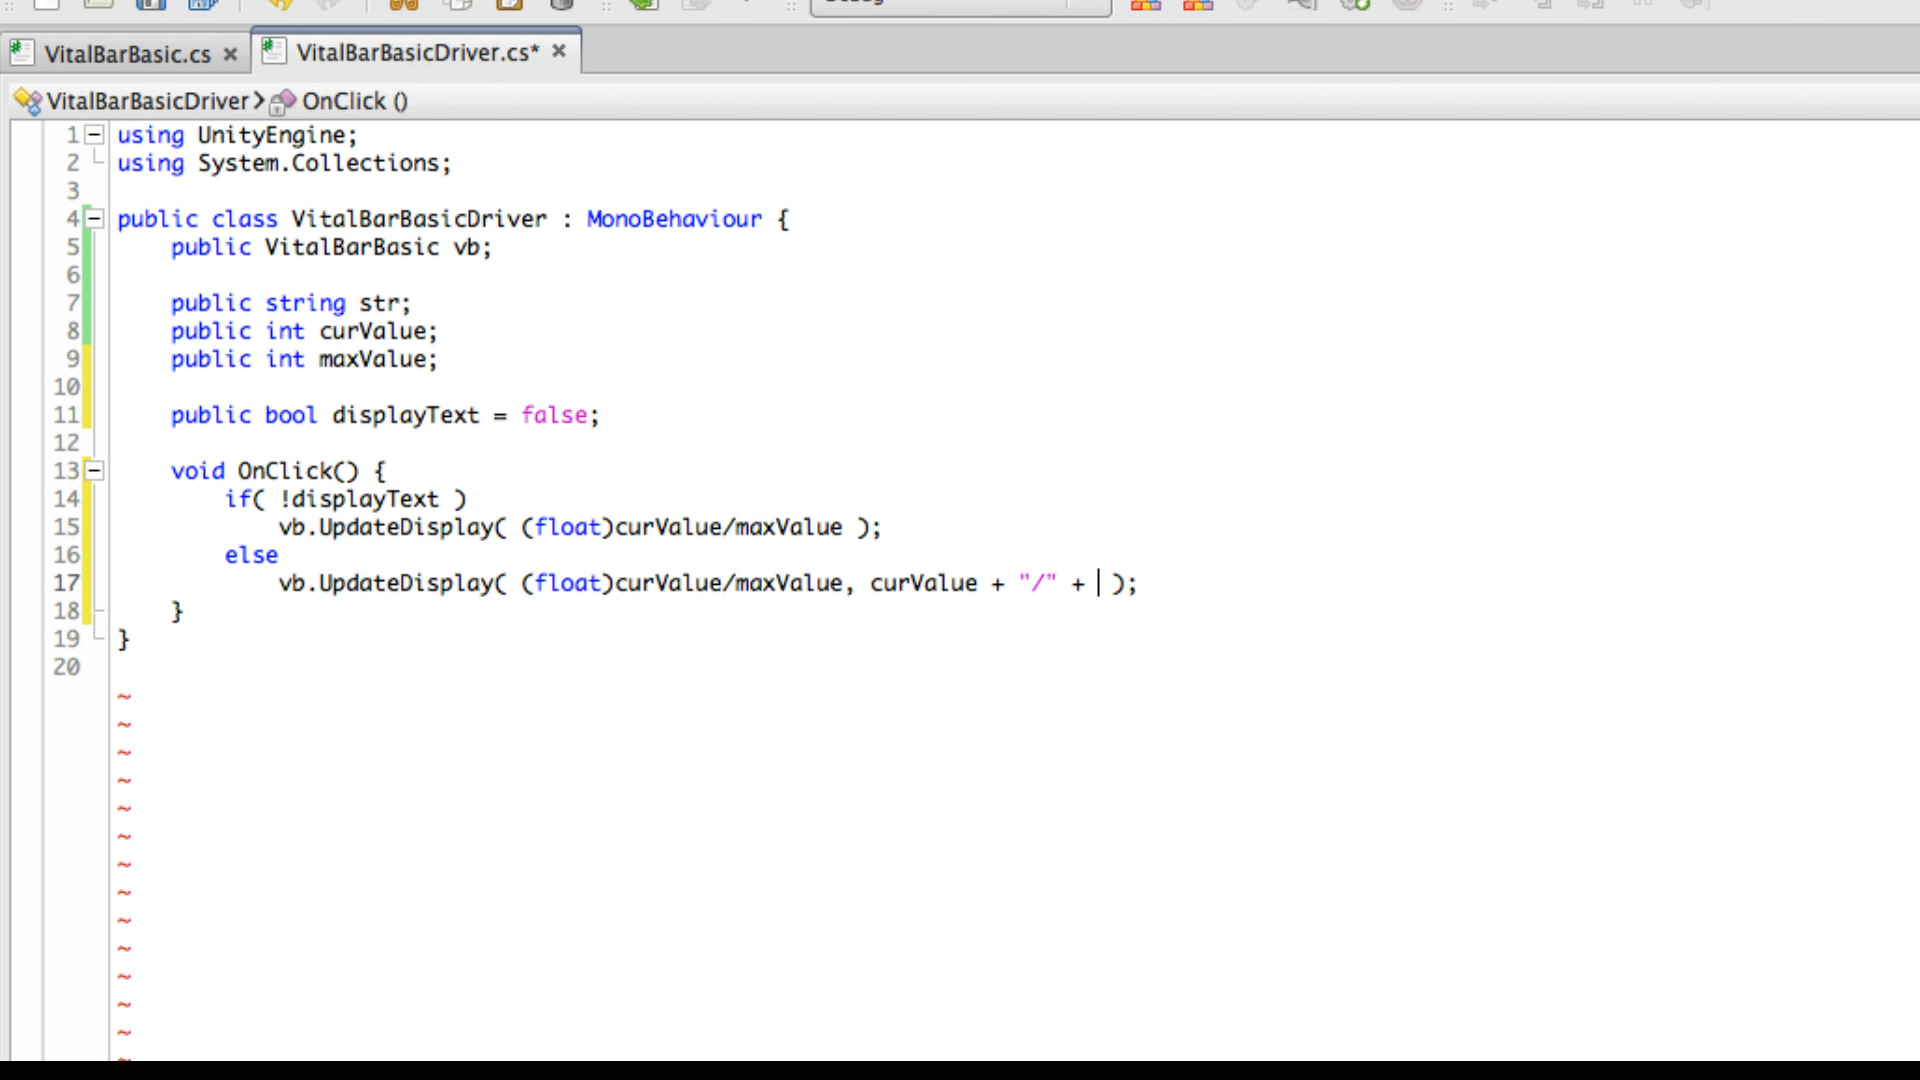 VitalBarBasic.cs × VitalBarBasicDriver.cs* ×
VitalBarBasicDriver > OnClick ()
1 using UnityEngine;
2 using System.Collections;
3
4 public class VitalBarBasicDriver : MonoBehaviour {
5 public VitalBarBasic vb;
6
7 public string str;
8 public int curValue;
9 public int maxValue;
10
11 public bool displayText = false;
12
13 void OnClick() {
14 if( !displayText )
15 vb.UpdateDisplay( (float)curValue/maxValue );
16 else
17 vb.UpdateDisplay( (float)curValue/maxValue, curValue + "/" + );
18 }
19 }
20
~
~
~
~
~
~
~
~
~
~
~
~
~
~